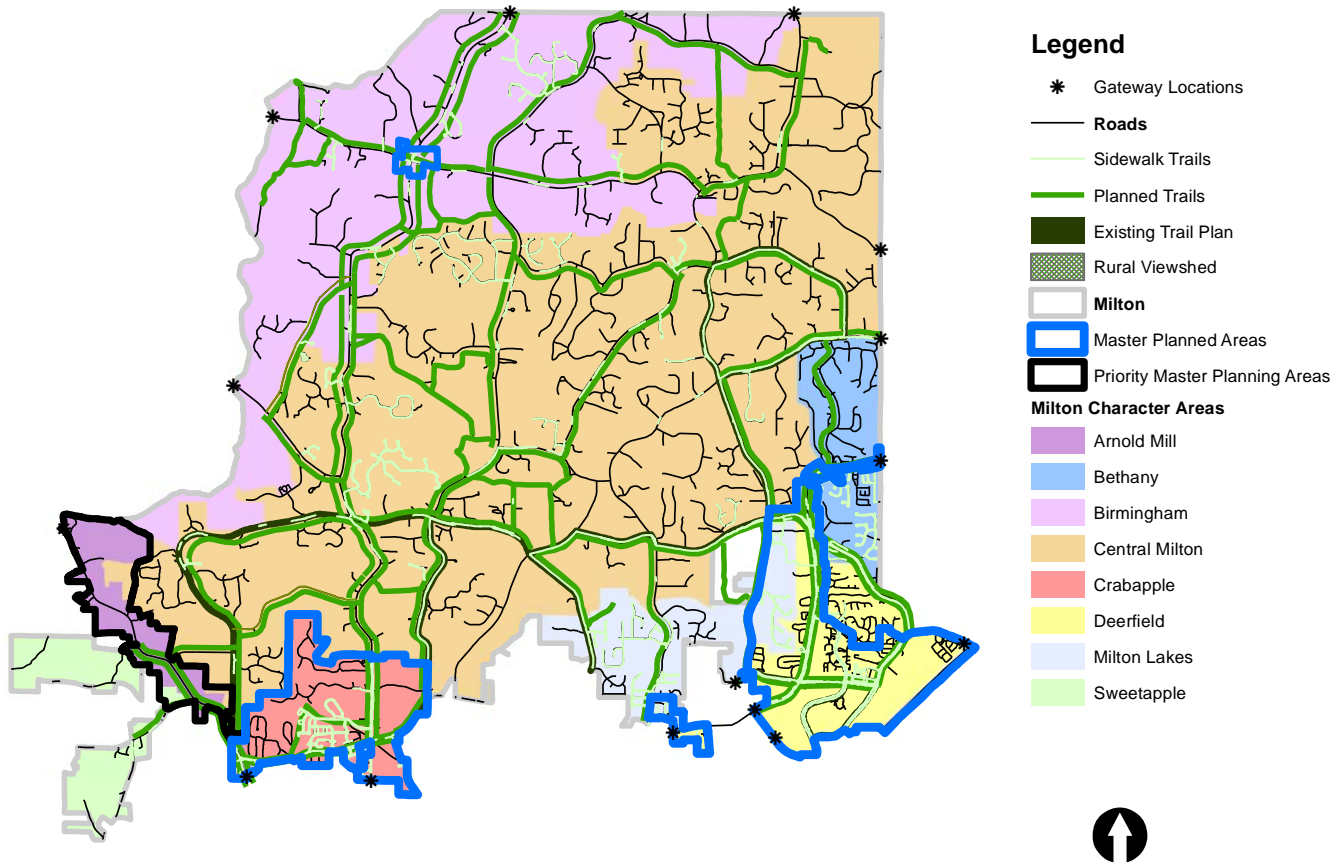 Legend
Gateway Locations
Roads
Sidewalk Trails
Planned Trails
Existing Trail Plan
Rural Viewshed
Milton
Master Planned Areas
Priority Master Planning Areas
Milton Character Areas
Arnold Mill
Bethany
Birmingham
Central Milton
Crabapple
Deerfield
Milton Lakes
Sweetapple